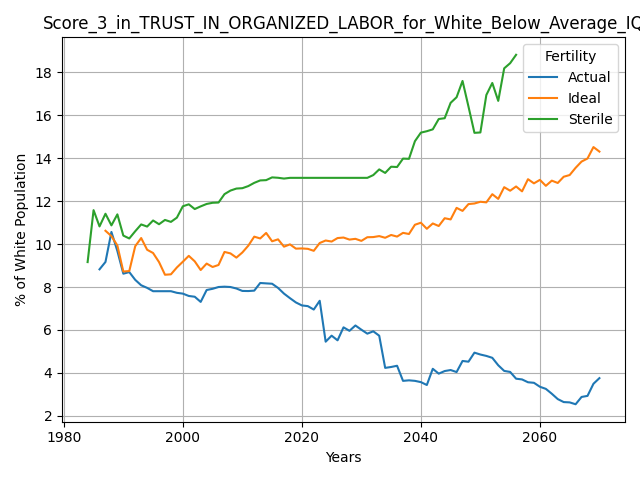 Score_3_in_TRUST_IN_ORGANIZED_LABOR_for_White_Below_Average_IQ
Fertility
Actual
Ideal
Sterile
% of White Population
18
16
14
12
10
8
6
4
2
1980
2000
2020
2040
2060
Years